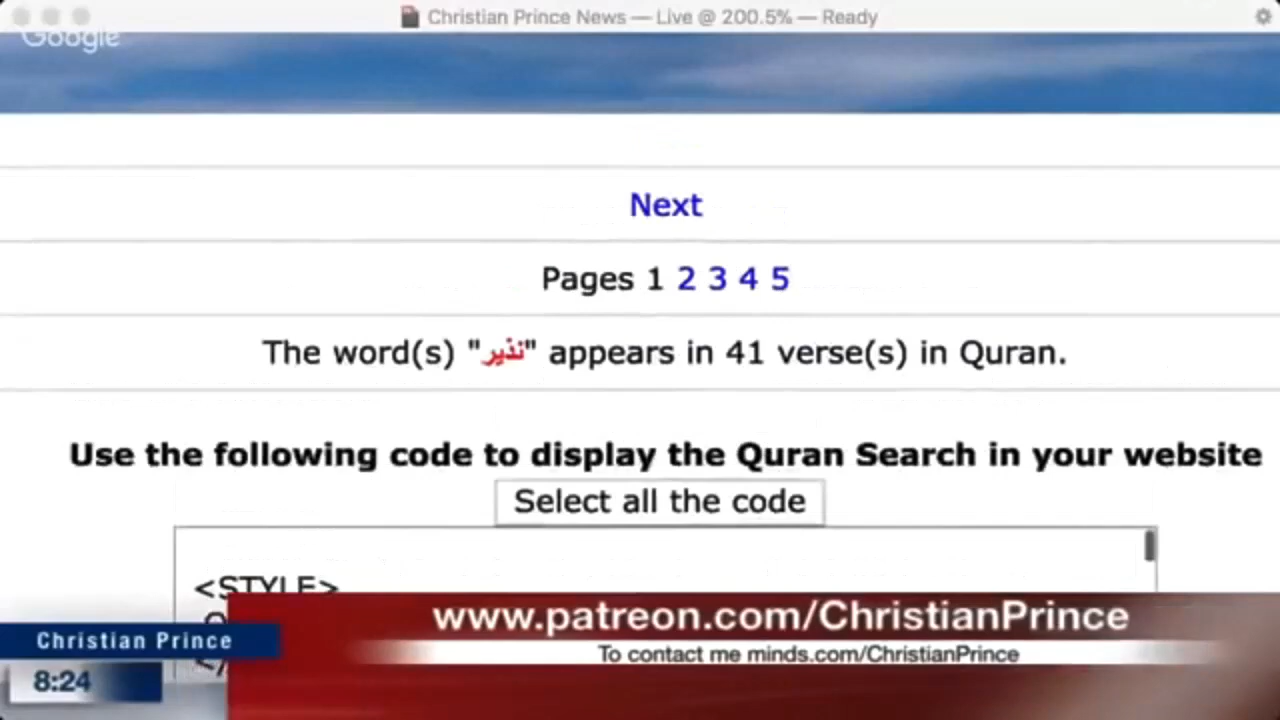 Christian Prince News — Live @ 200.5% — Ready
Google
Next
Pages 1 2 3 4 5
The word(s) "نذير" appears in 41 verse(s) in Quran.
Use the following code to display the Quran Search in your website
Select all the code
<STYLE>
www.patreon.com/ChristianPrince
Christian Prince
To contact me minds.com/ChristianPrince
8:24